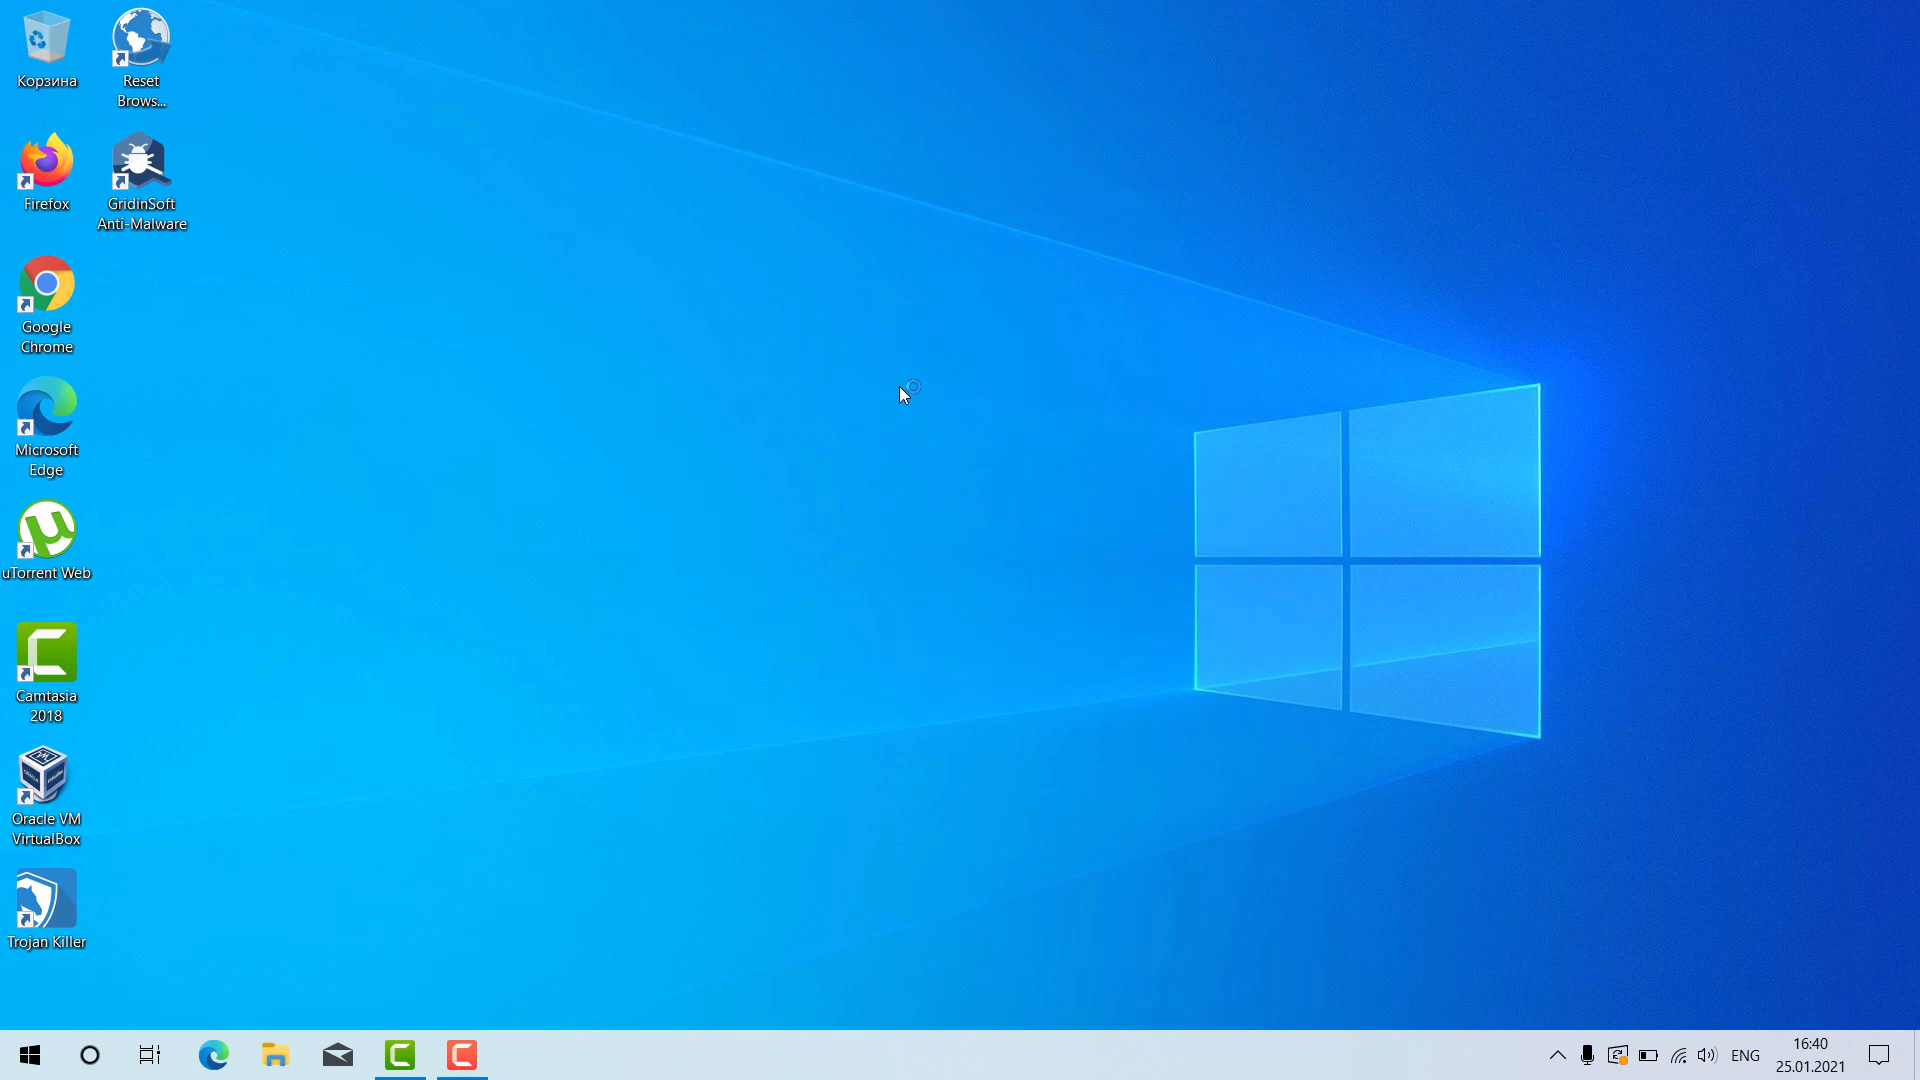 Корзина
Reset
Brows...
Firefox
GridinSoft
Anti-Malware
Google
Chrome
Microsoft
Edge
uTorrent Web
Camtasia
2018
Oracle VM
VirtualBox
Trojan Killer
ENG
16:40
25.01.2021